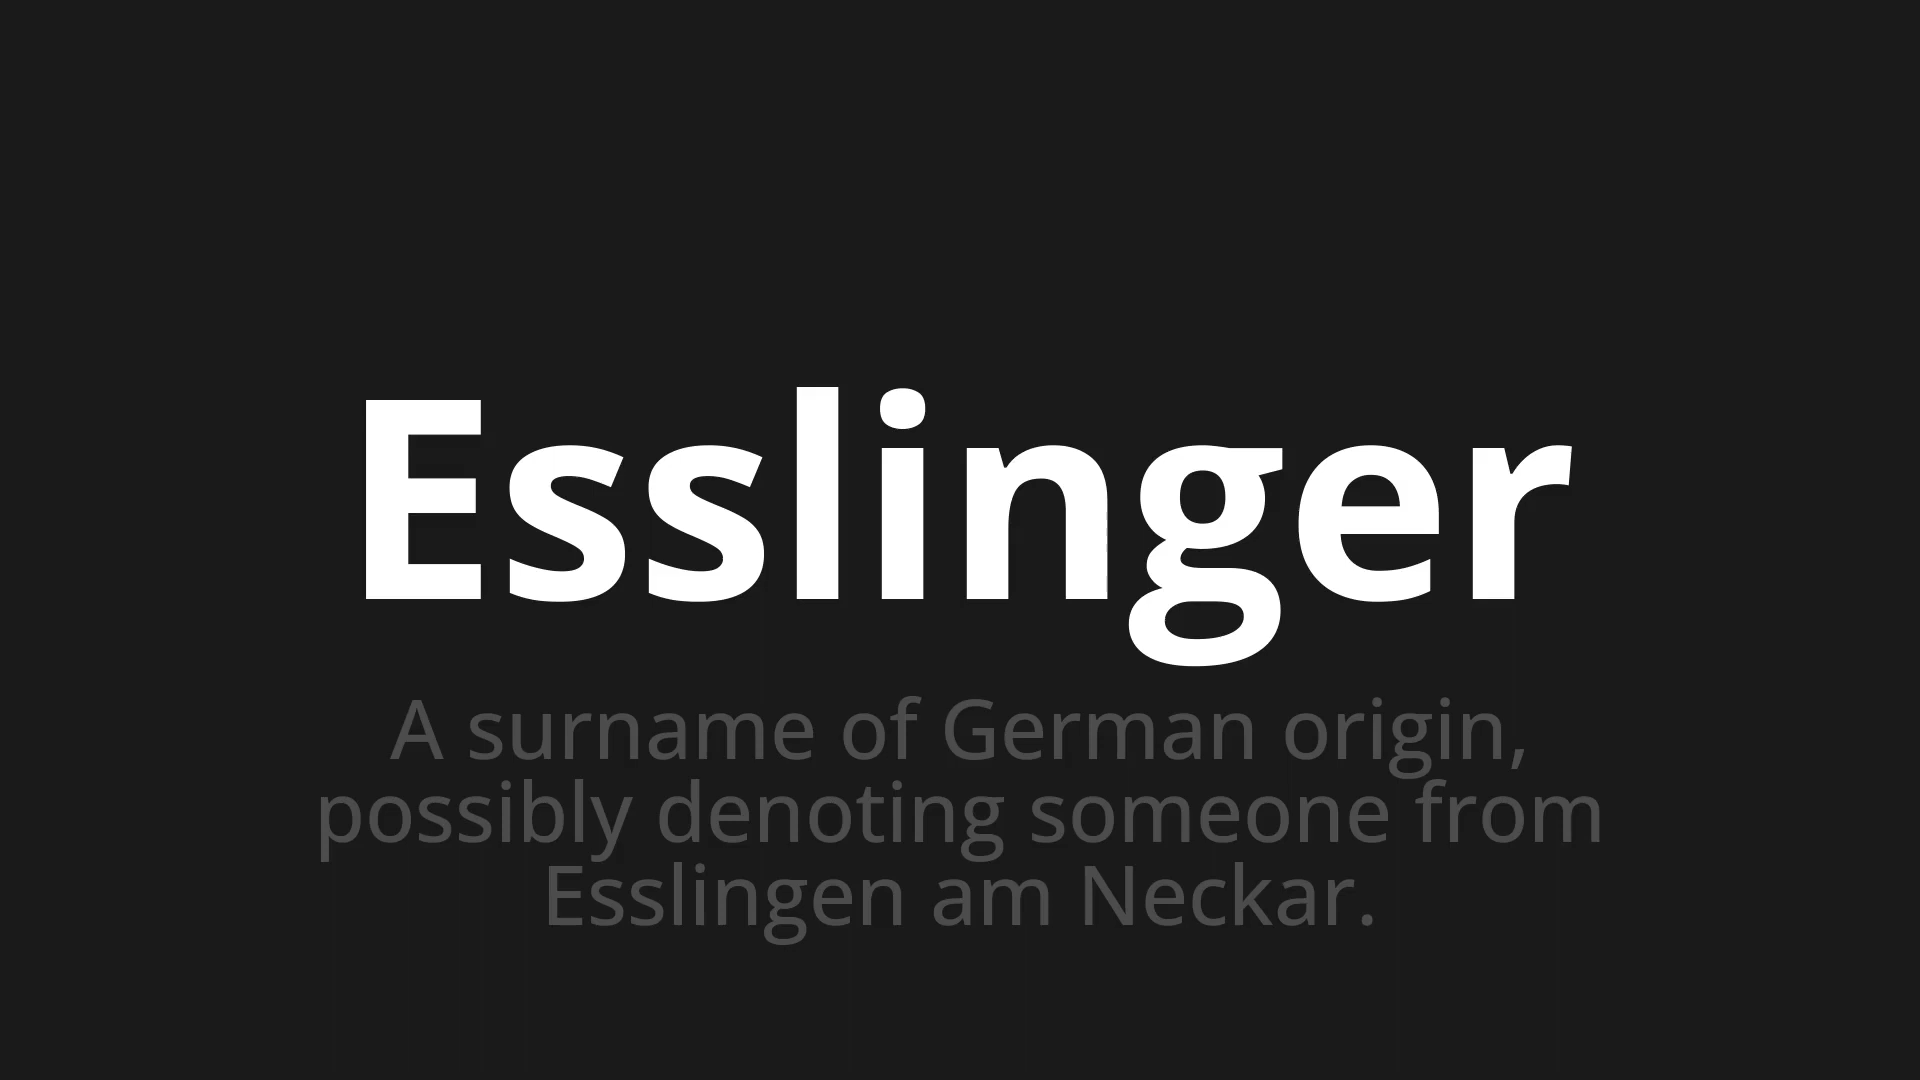 Esslinger
A surname of German origin,
possibly denoting someone from
Esslingen am Neckar.